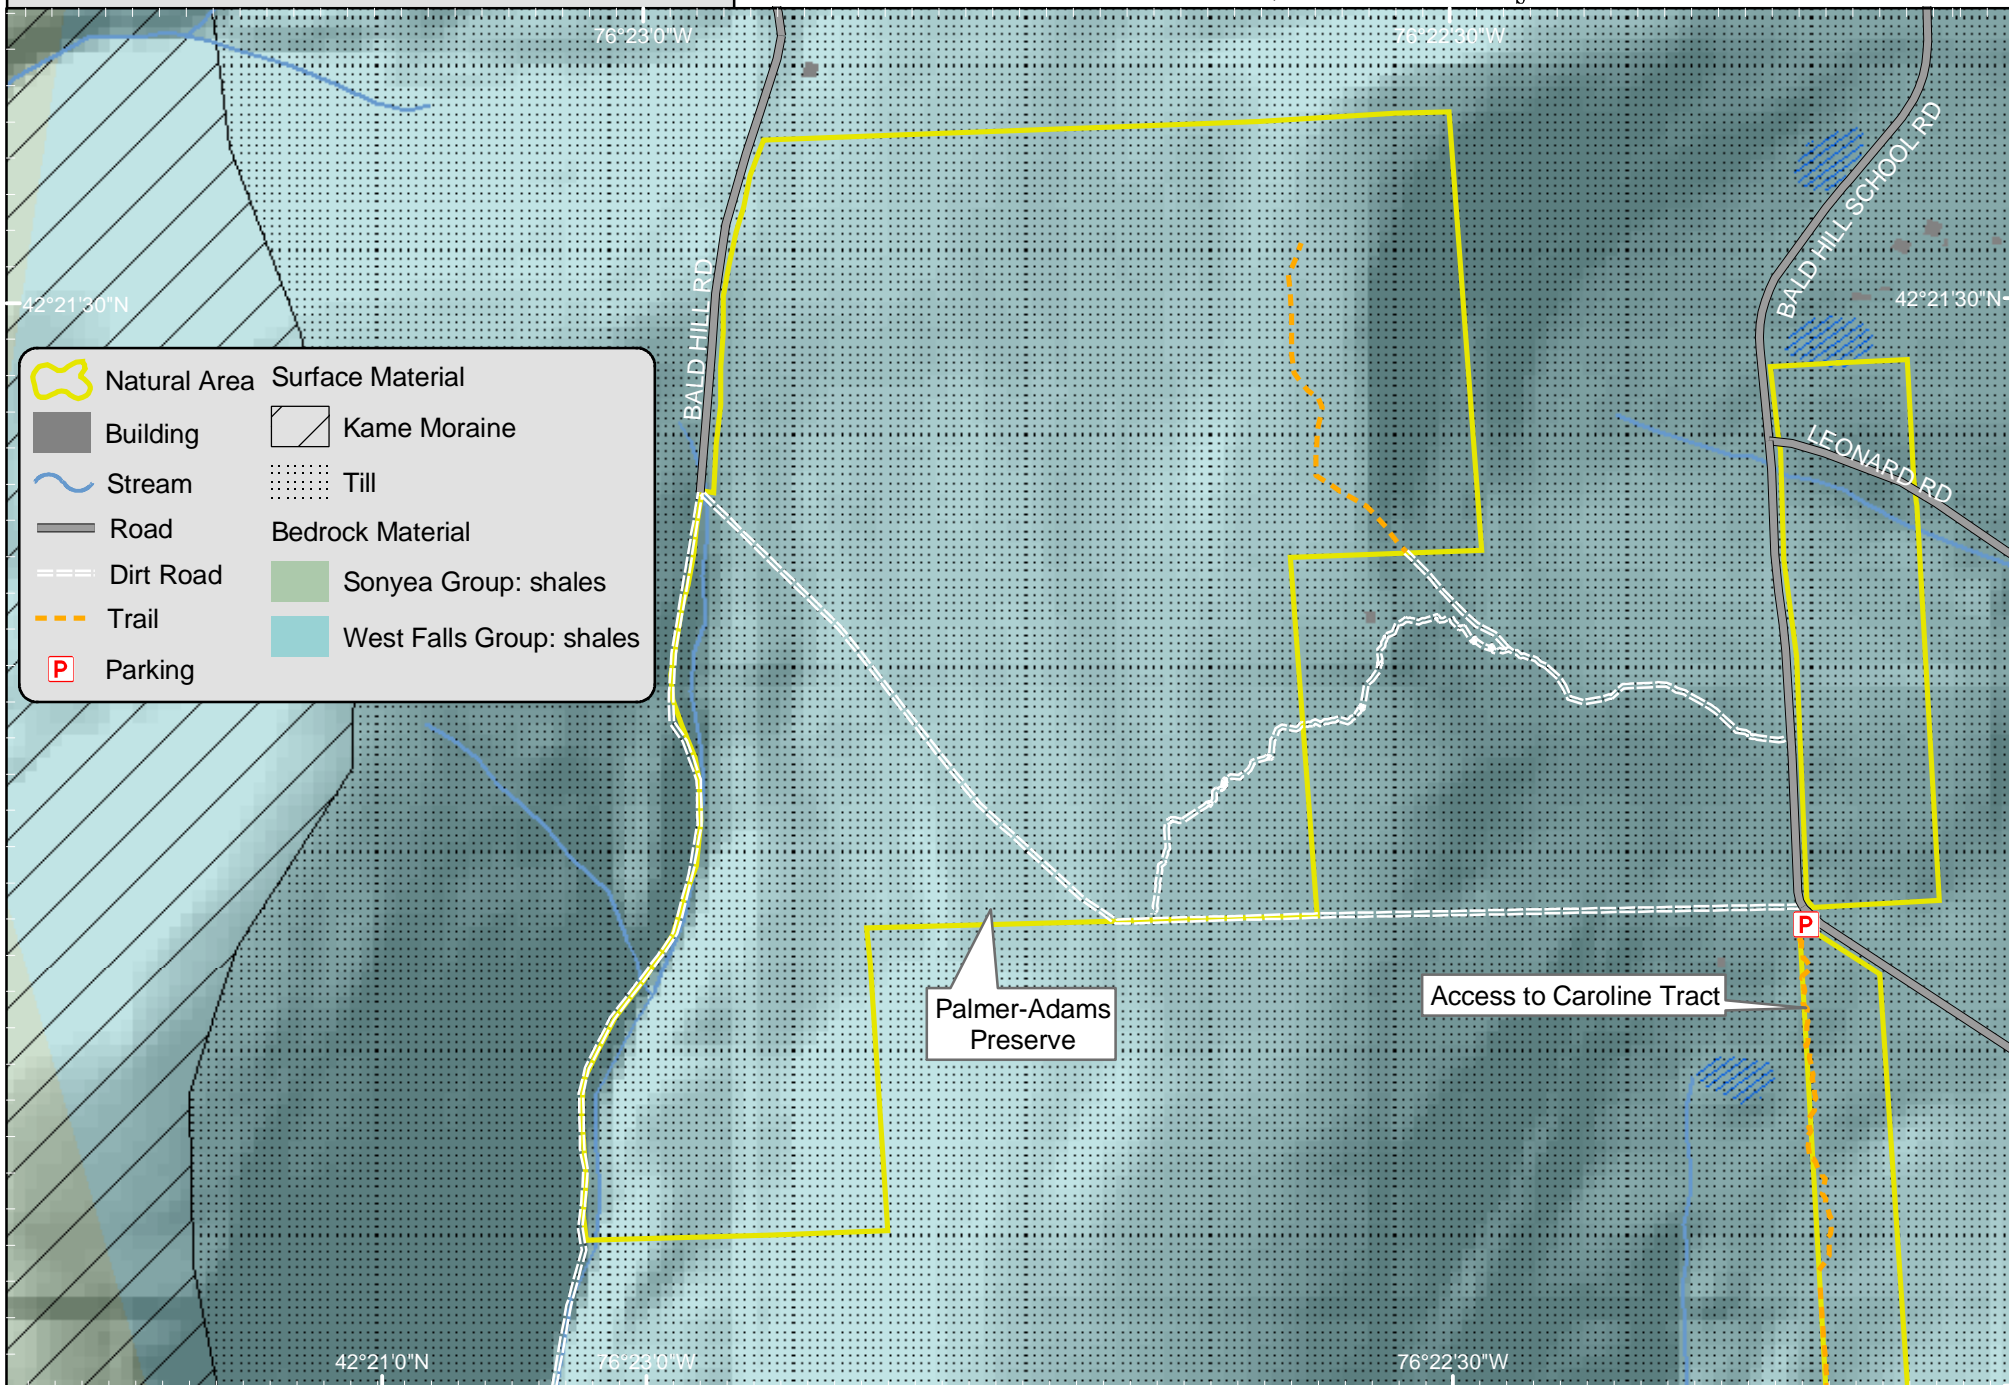 76°23'0"W
76°22'30"W
BALD HILL SCHOOL RD
42°21'30"N
42°21'30"N
BALD HILL RD
Natural Area
Building
Stream
Road
Dirt Road
Trail
P Parking
Surface Material
Kame Moraine
Till
Bedrock Material
Sonyea Group: shales
West Falls Group: shales
LEONARD RD
P
Palmer-Adams
Preserve
Access to Caroline Tract
42°21'0"N
76°23'0"W
76°22'30"W